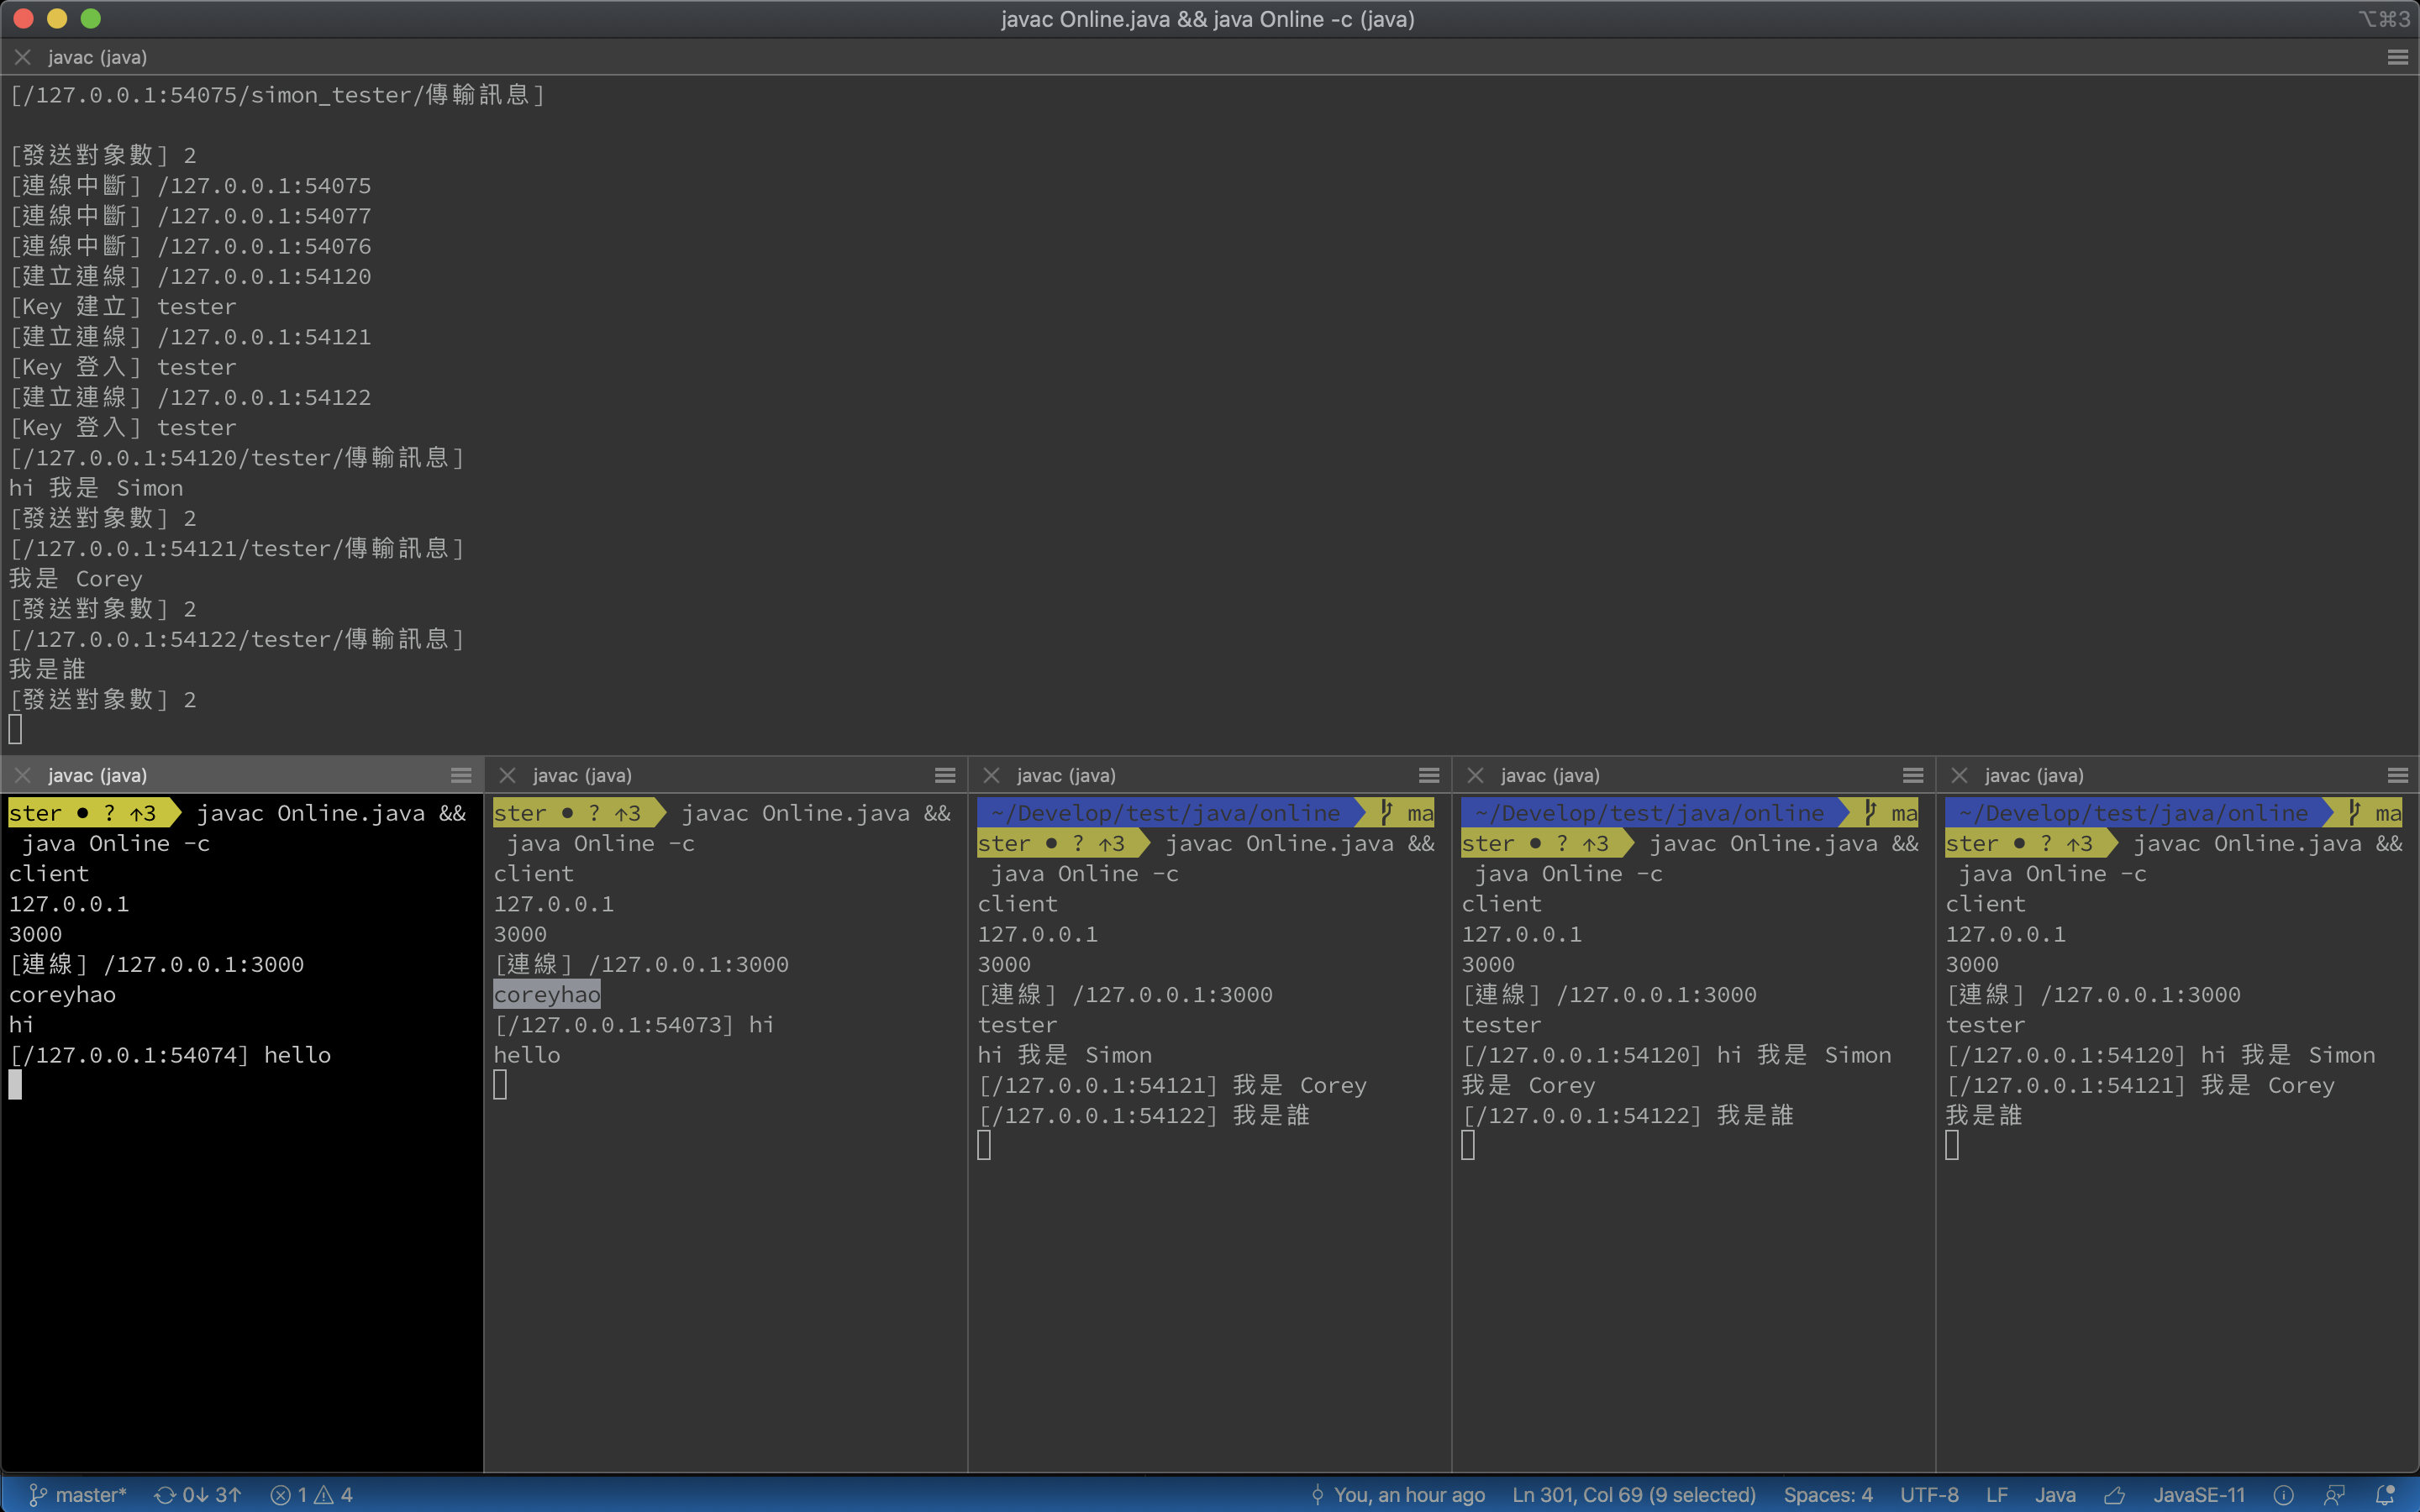 javac Online.java && java Online -c (java)
⌥⌘3
javac (java)
[/127.0.0.1:54075/simon_tester/傳輸訊息]
[發送對象數] 2
[連線中斷] /127.0.0.1:54075
[連線中斷] /127.0.0.1:54077
[連線中斷] /127.0.0.1:54076
[建立連線] /127.0.0.1:54120
[Key 建立] tester
[建立連線] /127.0.0.1:54121
[Key 登入] tester
[建立連線] /127.0.0.1:54122
[Key 登入] tester
[/127.0.0.1:54120/tester/傳輸訊息]
hi 我是 Simon
[發送對象數] 2
[/127.0.0.1:54121/tester/傳輸訊息]
我是 Corey
[發送對象數] 2
[/127.0.0.1:54122/tester/傳輸訊息]
我是誰
[發送對象數] 2
javac (java)
ster ● ? ↑3 javac Online.java &&
java Online -c
client
127.0.0.1
3000
[連線] /127.0.0.1:3000
coreyhao
hi
[/127.0.0.1:54074] hello
javac (java)
ster ● ? ↑3 javac Online.java &&
java Online -c
client
127.0.0.1
3000
[連線] /127.0.0.1:3000
coreyhao
[/127.0.0.1:54073] hi
hello
javac (java)
~/Develop/test/java/online ma
ster ● ? ↑3 javac Online.java &&
java Online -c
client
127.0.0.1
3000
[連線] /127.0.0.1:3000
tester
hi 我是 Simon
[/127.0.0.1:54121] 我是 Corey
[/127.0.0.1:54122] 我是誰
javac (java)
~/Develop/test/java/online ma
ster ● ? ↑3 javac Online.java &&
java Online -c
client
127.0.0.1
3000
[連線] /127.0.0.1:3000
tester
[/127.0.0.1:54120] hi 我是 Simon
我是 Corey
[/127.0.0.1:54122] 我是誰
javac (java)
~/Develop/test/java/online ma
ster ● ? ↑3 javac Online.java &&
java Online -c
client
127.0.0.1
3000
[連線] /127.0.0.1:3000
tester
[/127.0.0.1:54120] hi 我是 Simon
[/127.0.0.1:54121] 我是 Corey
我是誰
master* 0↓ 3↑ 1 4 You, an hour ago Ln 301, Col 69 (9 selected) Spaces: 4 UTF-8 LF Java JavaSE-11